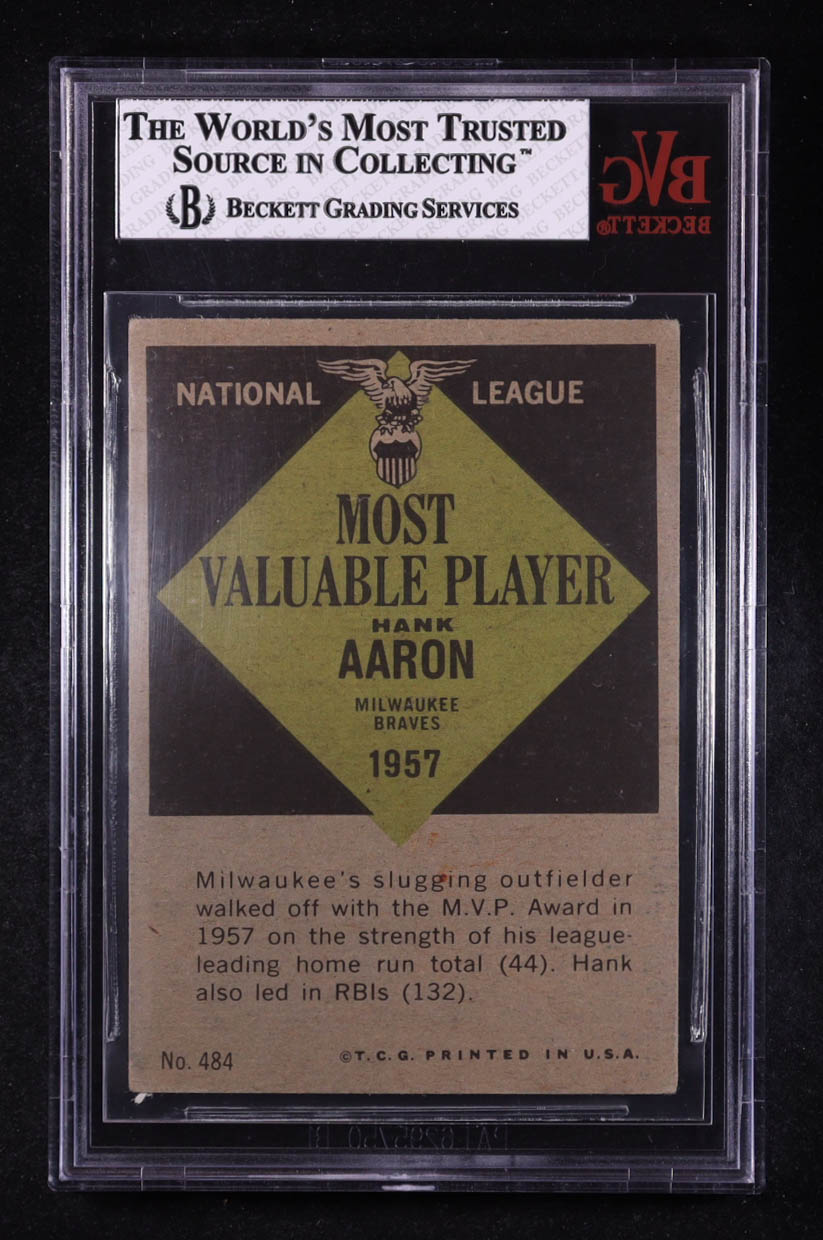 THE WORLD'S MOST TRUSTED
SOURCE IN COLLECTING™
B BECKETT GRADING SERVICES
BVG
BECKETT®
NATIONAL LEAGUE
MOST
VALUABLE PLAYER
HANK
AARON
MILWAUKEE
BRAVES
1957
Milwaukee's slugging outfielder
walked off with the M.V.P. Award in
1957 on the strength of his league-
leading home run total (44). Hank
also led in RBIs (132).
No. 484 ©T.C.G. PRINTED IN U.S.A.